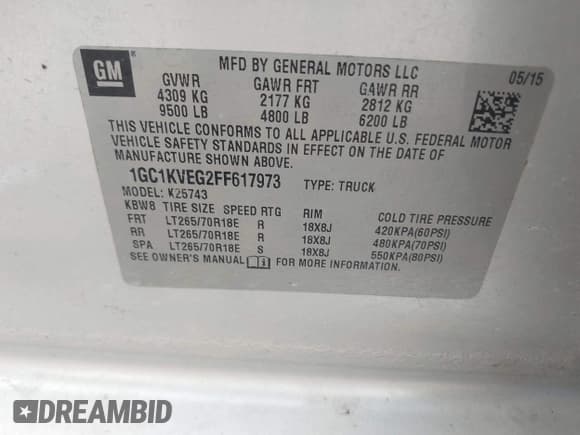 GM
MFD BY GENERAL MOTORS LLC
05/15
GVWR GAWR FRT GAWR RR
4309 KG 2177 KG 2812 KG
9500 LB 4800 LB 6200 LB
THIS VEHICLE CONFORMS TO ALL APPLICABLE U.S. FEDERAL MOTOR
VEHICLE SAFETY STANDARDS IN EFFECT ON THE DATE OF
MANUFACTURE SHOWN ABOVE.
1GC1KVEG2FF617973 TYPE: TRUCK
MODEL: K25743
KBW8 TIRE SIZE SPEED RTG RIM COLD TIRE PRESSURE
FRT LT265/70R18E R 18X8J 420KPA(60PSI)
RR LT265/70R18E R 18X8J 480KPA(70PSI)
SPA LT265/70R18E S 18X8J 550KPA(80PSI)
SEE OWNER'S MANUAL FOR MORE INFORMATION.
DREAMBID